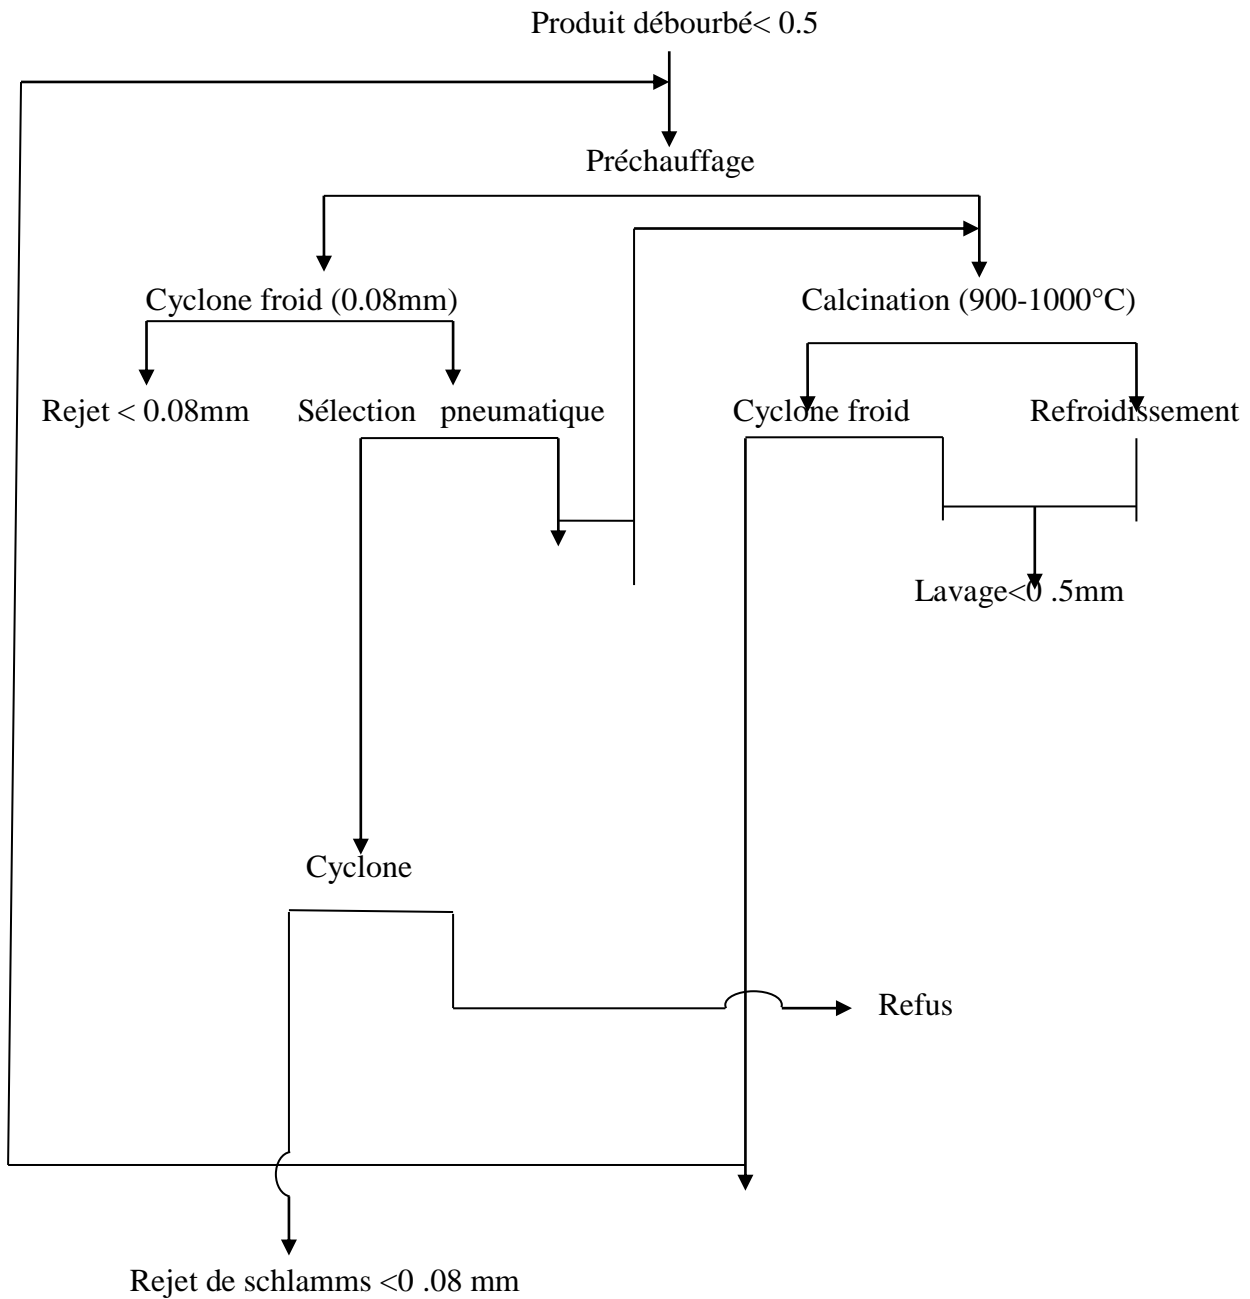 Produit débourbé< 0.5
Préchauffage
Cyclone froid (0.08mm)
Calcination (900-1000°C)
Rejet < 0.08mm
Sélection pneumatique
Cyclone froid
Refroidissement
Lavage<0 .5mm
Cyclone
Refus
Rejet de schlamms <0 .08 mm